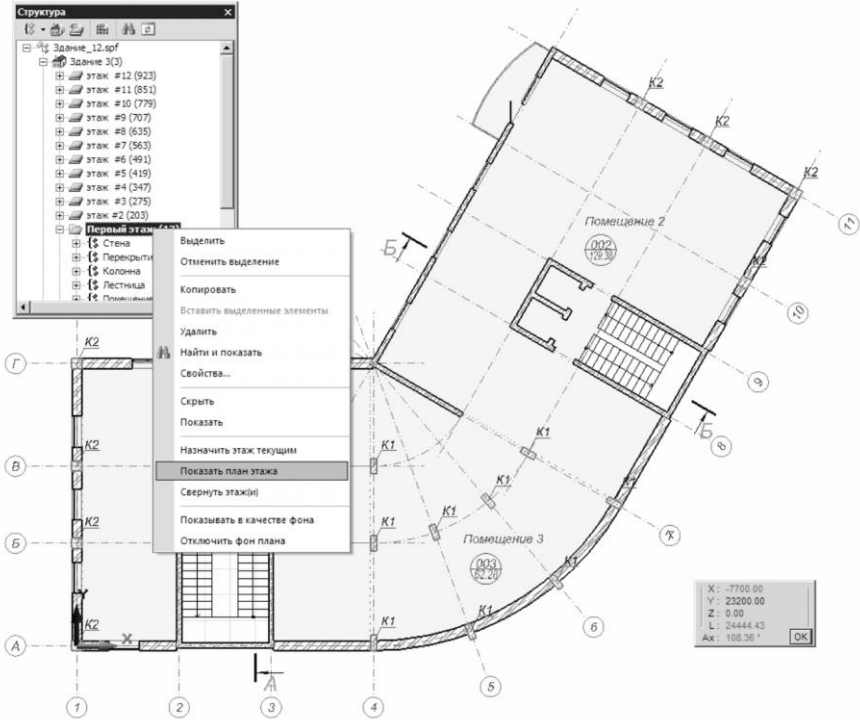 Структура
Здание_12.spf
Здание 3(3)
этаж #12 (923)
этаж #11 (851)
этаж #10 (779)
этаж #9 (707)
этаж #8 (635)
этаж #7 (563)
этаж #6 (491)
этаж #5 (419)
этаж #4 (347)
этаж #3 (275)
этаж #2 (203)
Первый этаж
Стена
Перекрыти
Колонна
Лестница
Помещение
Выделить
Отменить выделение
Копировать
Вставить выделенные элементы
Удалить
Найти и показать
Свойства...
Скрыть
Показать
Назначить этаж текущим
Показать план этажа
Свернуть этаж(и)
Показывать в качестве фона
Отключить фон плана
К2
К2
К2
К2
Помещение 2
002
129.38
Б
Б
11
10
9
8
К2
К2
К2
К2
Г
В
Б
А
К1
К1
К1
К1
К1
К1
К1
К1
К1
Помещение 3
003
62.28
Y
X
А
1
2
3
4
5
6
X : -7700.00
Y : 23200.00
Z : 0.00
L : 24444.43
Ax : 108.36 °
OK